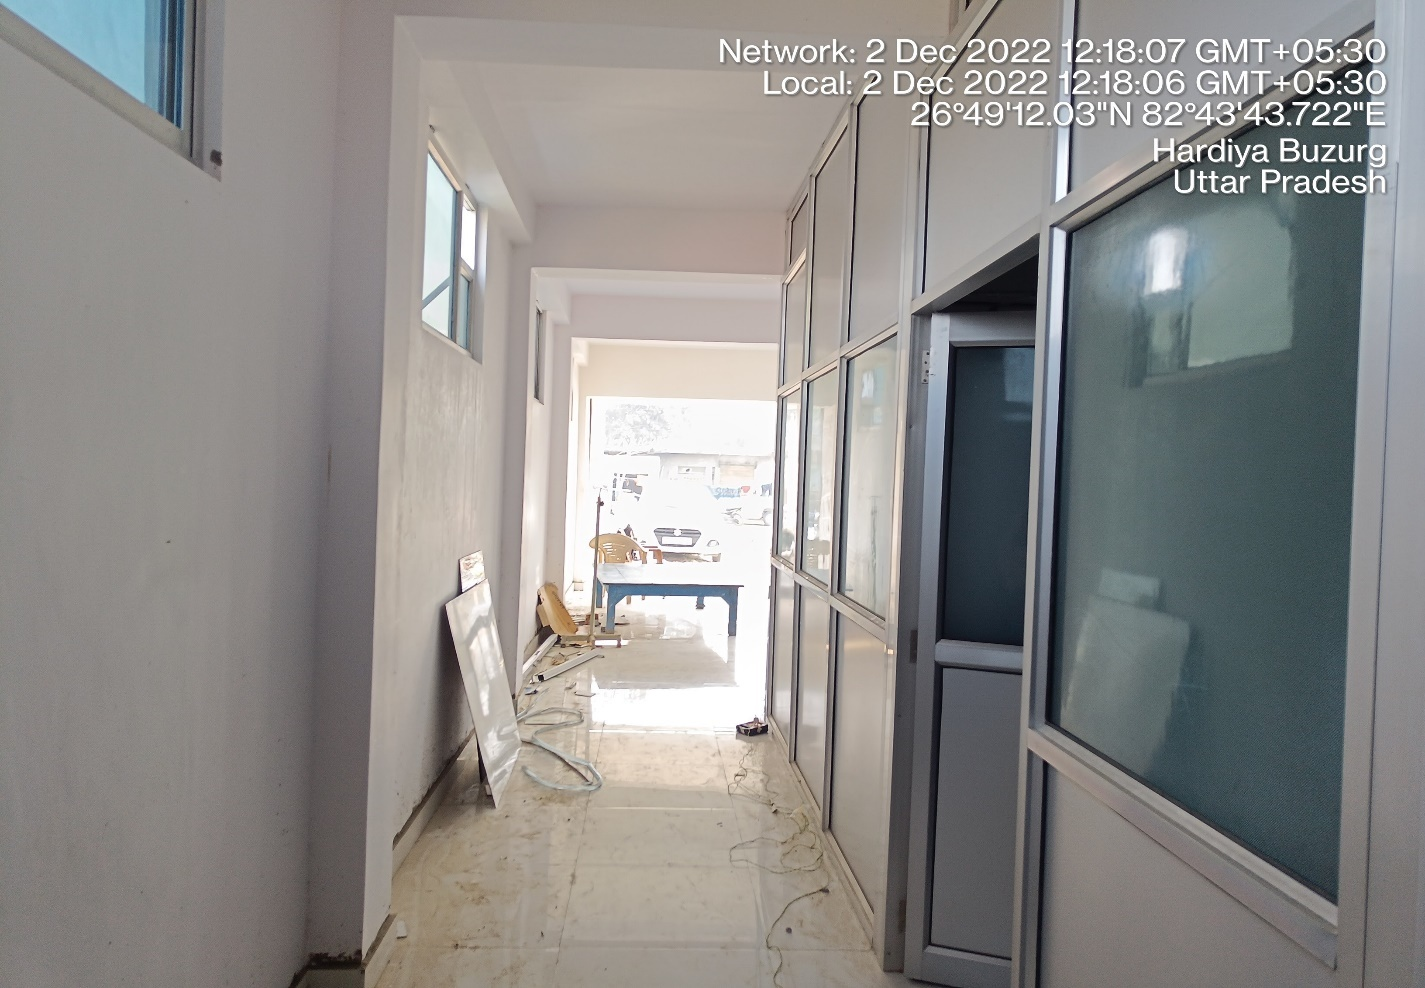 Network: 2 Dec 2022 12:18:07 GMT+05:30
Local: 2 Dec 2022 12:18:06 GMT+05:30
26°49'12.03"N 82°43'43.722"E
Hardiya Buzurg
Uttar Pradesh